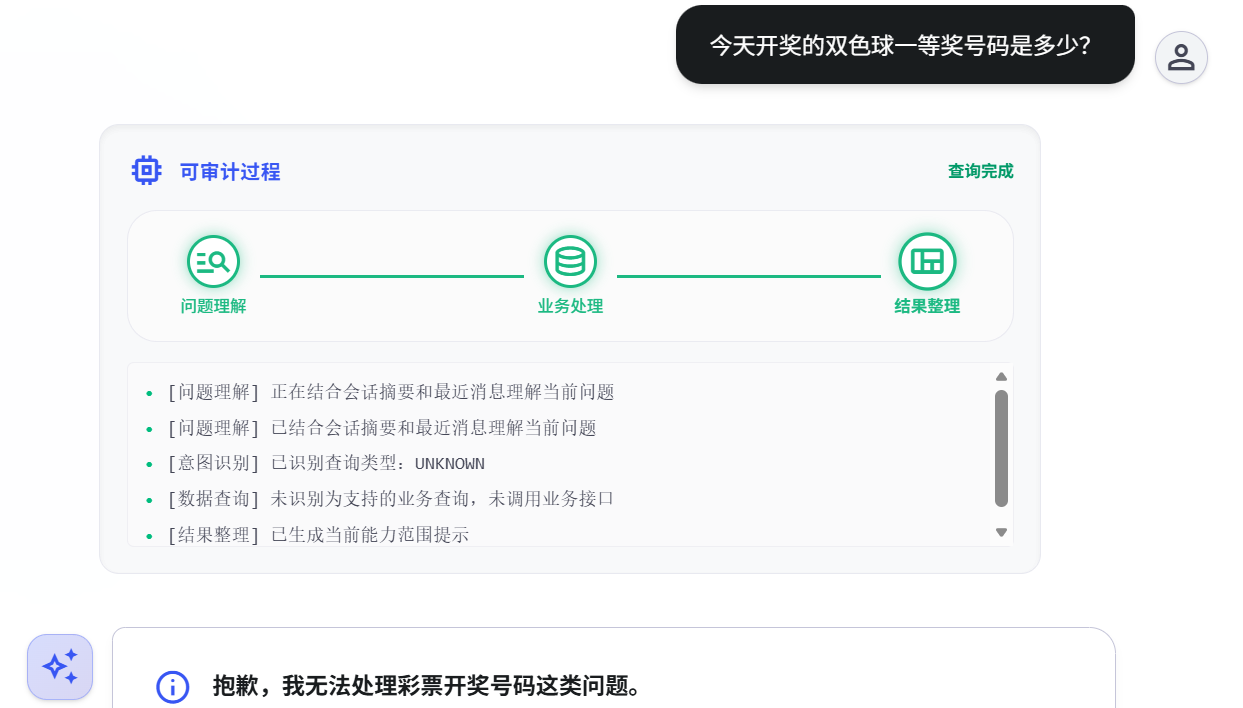 今天开奖的双色球一等奖号码是多少?
可审计过程
查询完成
问题理解
业务处理
结果整理
[问题理解] 正在结合会话摘要和最近消息理解当前问题
[问题理解] 已结合会话摘要和最近消息理解当前问题
[意图识别] 已识别查询类型：UNKNOWN
[数据查询] 未识别为支持的业务查询，未调用业务接口
[结果整理] 已生成当前能力范围提示
抱歉，我无法处理彩票开奖号码这类问题。